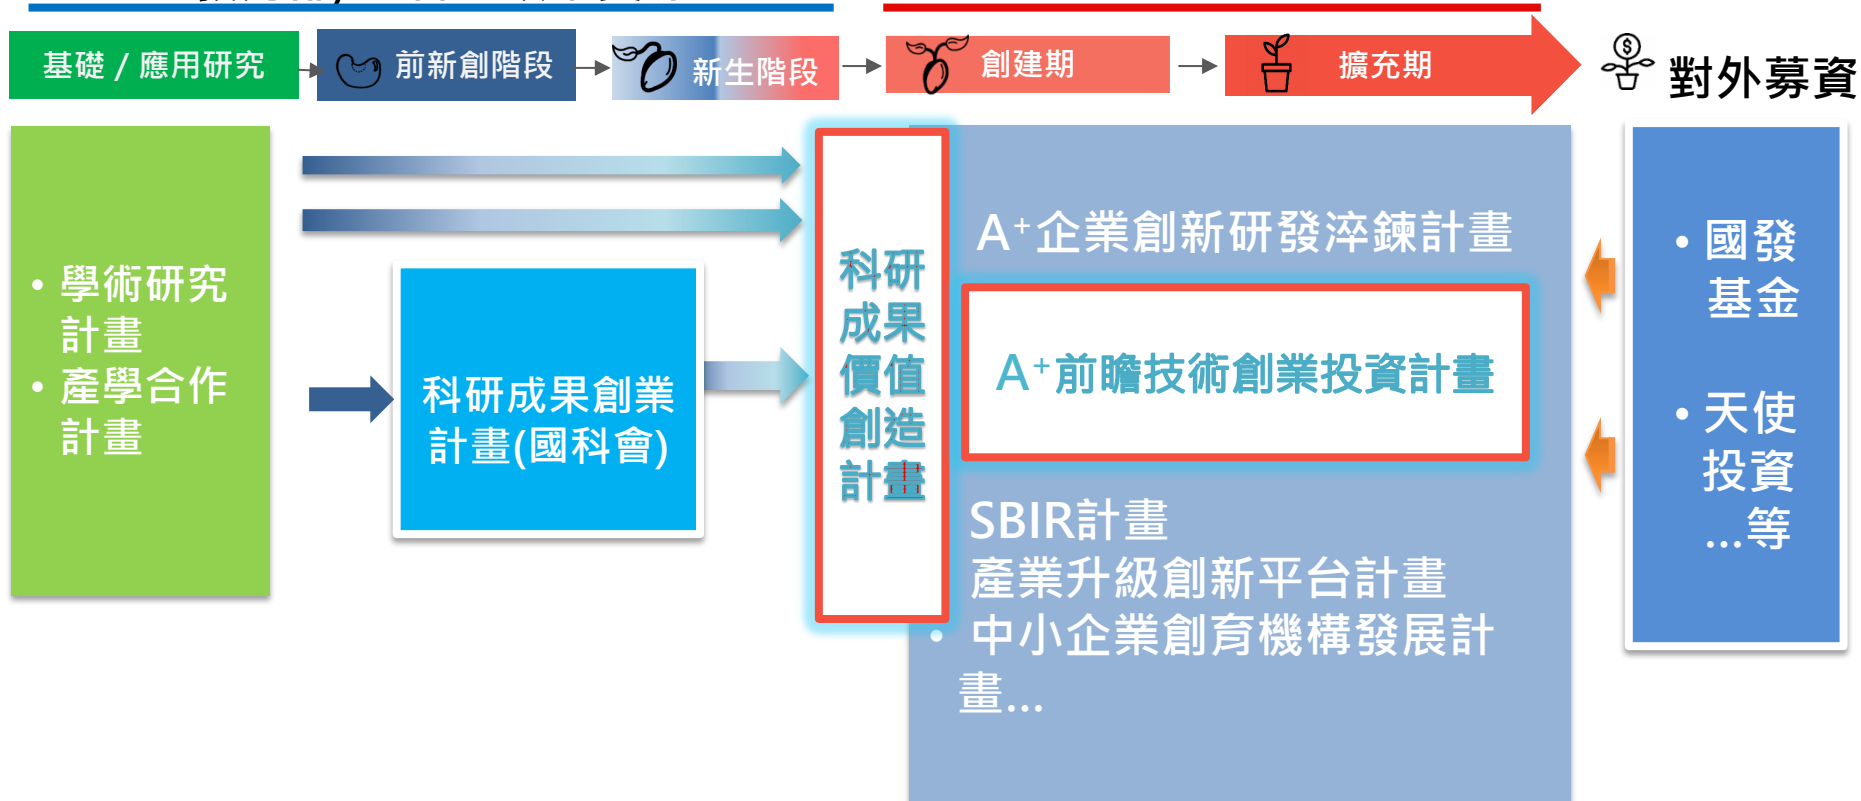 基礎 / 應用研究
前新創階段
新生階段
創建期
擴充期
對外募資
• 學術研究
計畫
• 產學合作
計畫
科研成果創業
計畫(國科會)
科研
成果
價值
創造
計畫
A⁺企業創新研發淬鍊計畫
A⁺前瞻技術創業投資計畫
SBIR計畫
產業升級創新平台計畫
• 中小企業創育機構發展計
畫...
• 國發
基金
• 天使
投資
...等
$